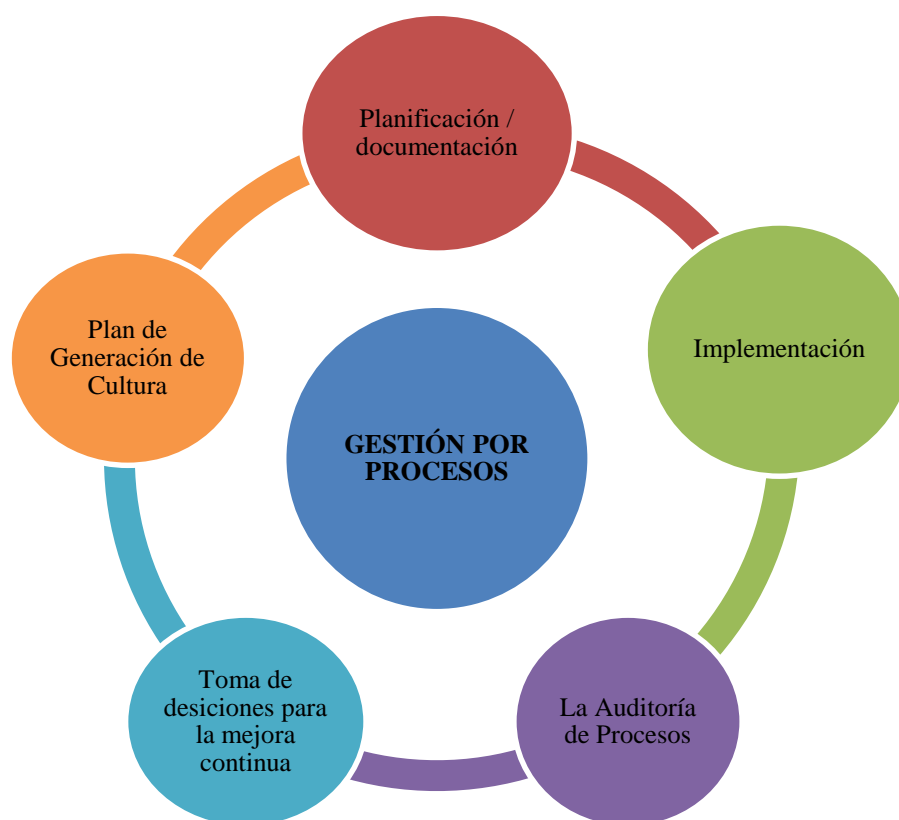 Planificación /
documentación
Implementación
La Auditoría
de Procesos
Toma de
desiciones para
la mejora
continua
Plan de
Generación de
Cultura
GESTIÓN POR
PROCESOS